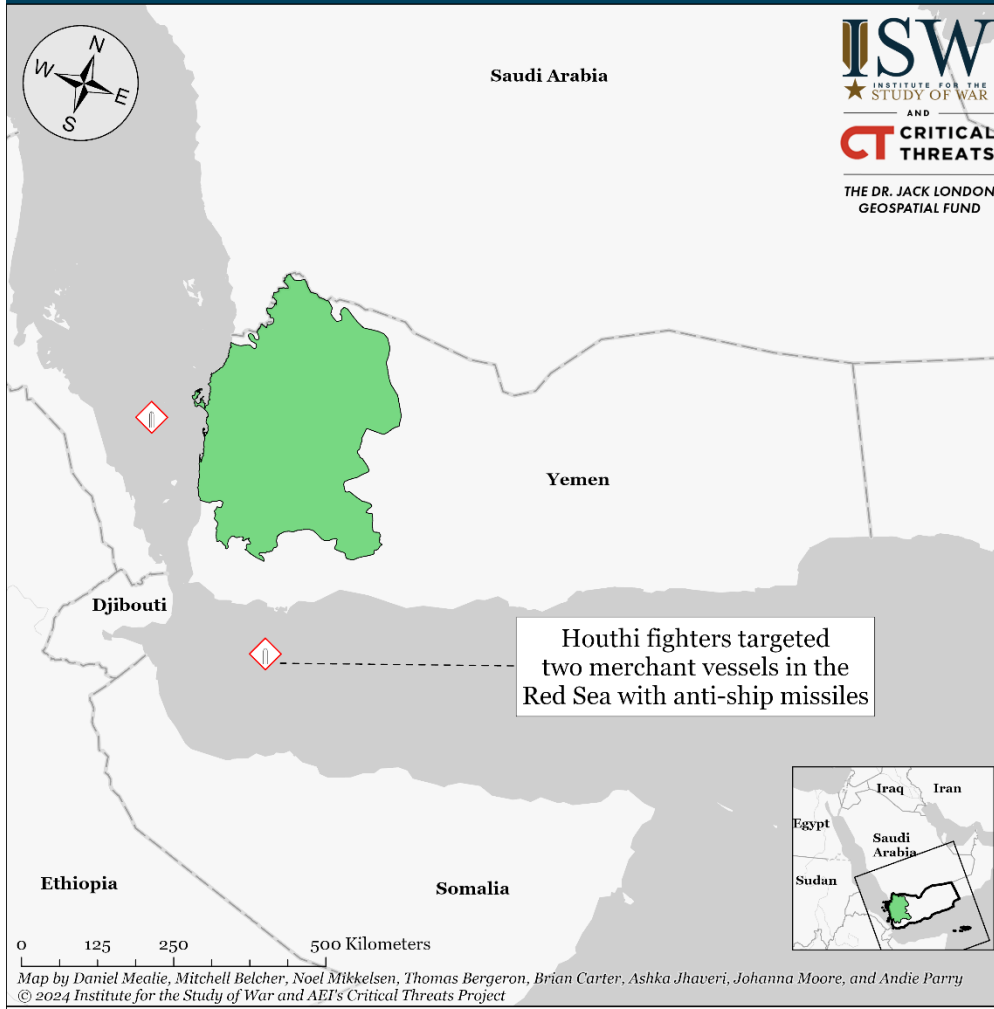 N
W
E
S
Saudi Arabia
ISW
INSTITUTE FOR THE
STUDY OF WAR
AND
CT CRITICAL
THREATS
THE DR. JACK LONDON
GEOSPATIAL FUND
Yemen
Djibouti
Houthi fighters targeted
two merchant vessels in the
Red Sea with anti-ship missiles
Ethiopia
Somalia
Iraq
Iran
Egypt
Saudi
Arabia
Sudan
0 125 250 500 Kilometers
Map by Daniel Mealie, Mitchell Belcher, Noel Mikkelsen, Thomas Bergeron, Brian Carter, Ashka Jhaveri, Johanna Moore, and Andie Parry
© 2024 Institute for the Study of War and AEI's Critical Threats Project